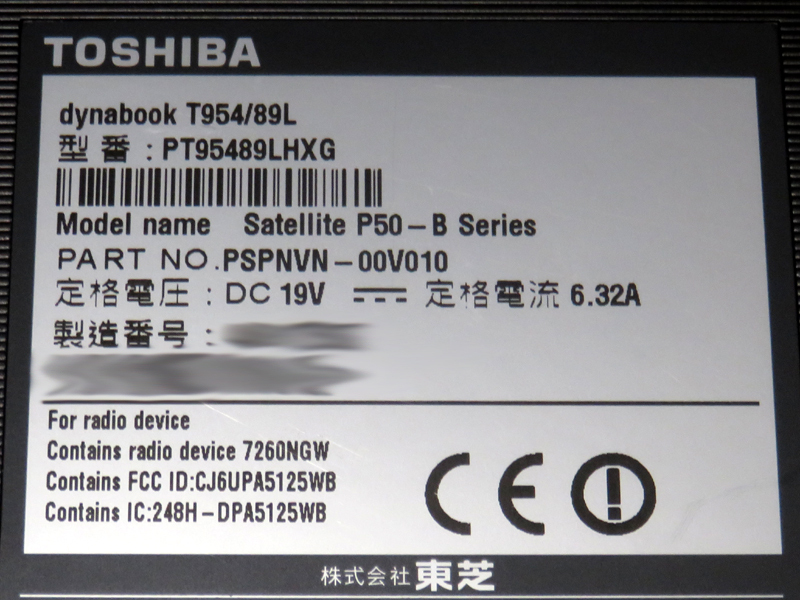 TOSHIBA
dynabook T954/89L
型番：PT95489LHXG
Model name Satellite P50-B Series
PART NO.PSPNVN-00V010
定格電圧：DC 19V ⎓ 定格電流 6.32A
製造番号：
For radio device
Contains radio device 7260NGW
Contains FCC ID:CJ6UPA5125WB
Contains IC:248H-DPA5125WB
CE
株式会社 東芝